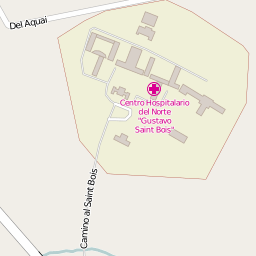 Del Aquai
Centro Hospitalario
del Norte
"Gustavo
Saint Bois"
Camino al Saint Bois